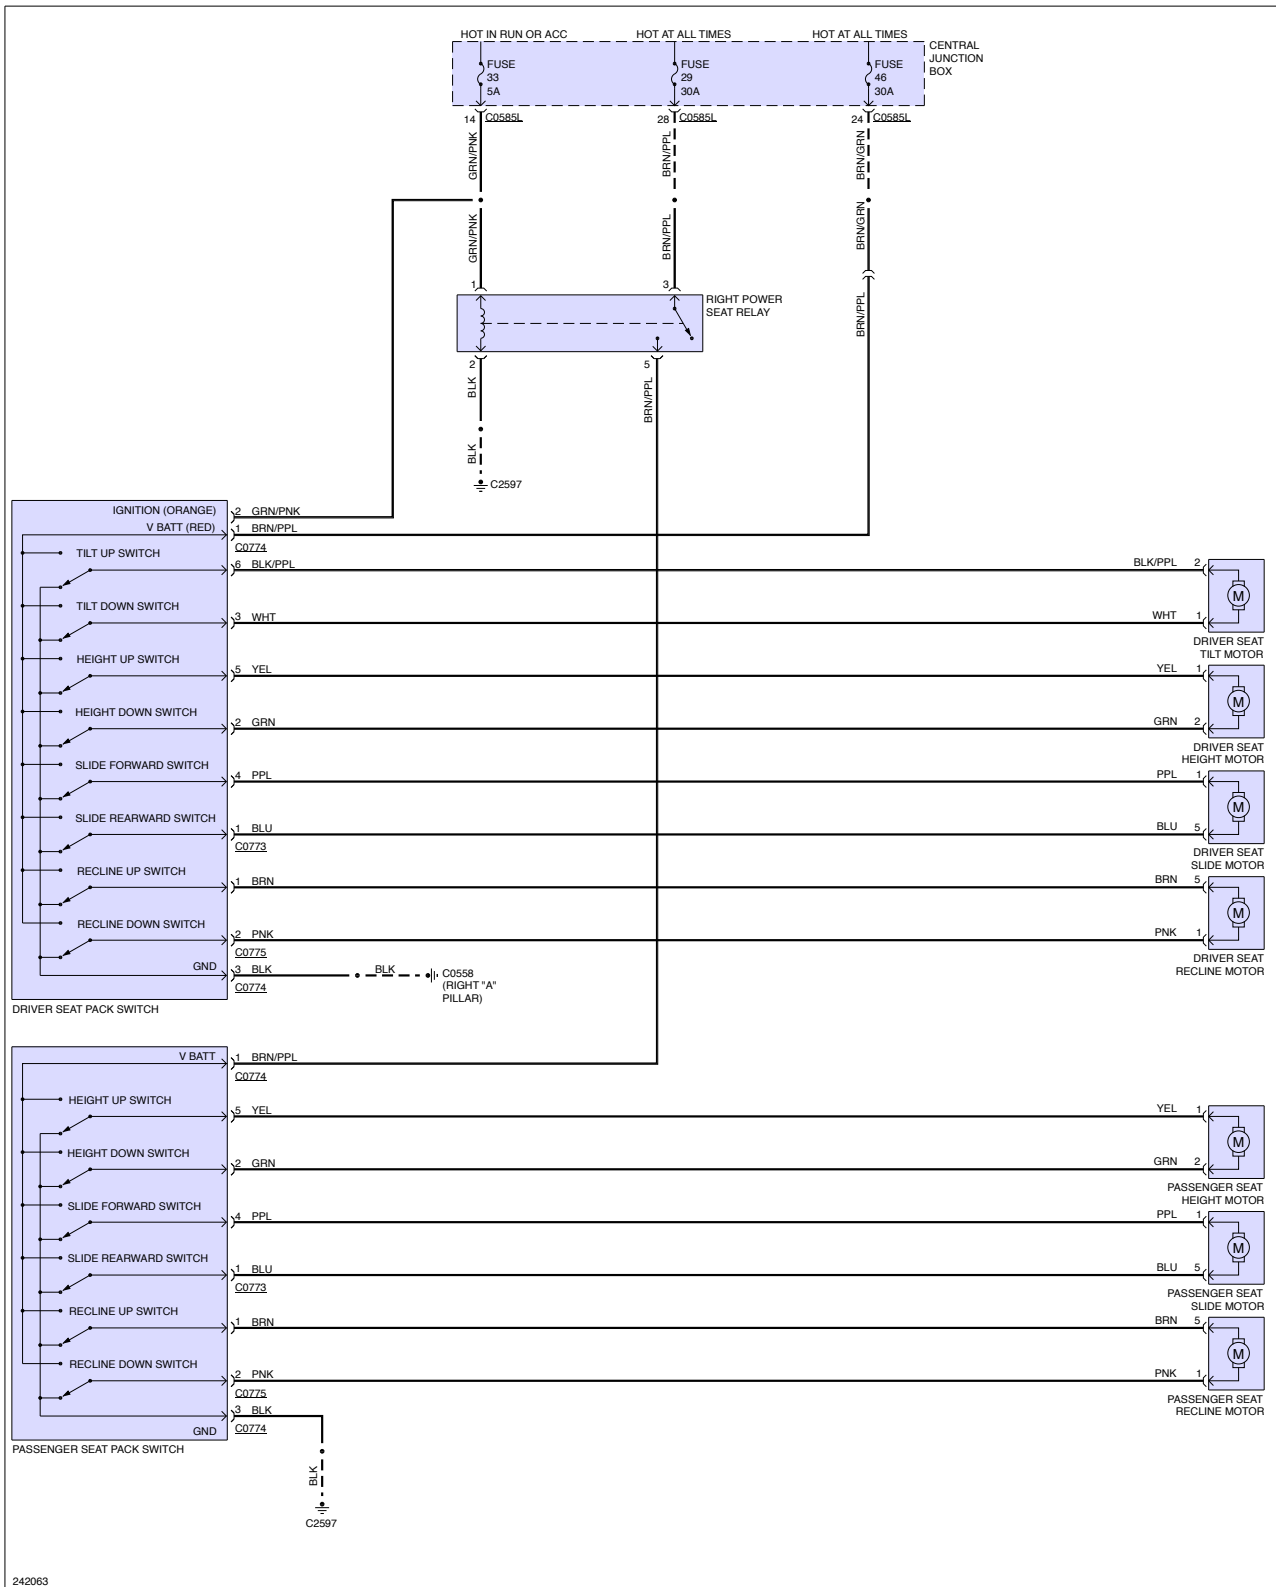 HOT IN RUN OR ACC
HOT AT ALL TIMES
HOT AT ALL TIMES
CENTRAL
JUNCTION
BOX
FUSE
33
5A
FUSE
29
30A
FUSE
46
30A
14 C0585L
28 C0585L
24 C0585L
GRN/PNK
BRN/PPL
BRN/GRN
GRN/PNK
BRN/PPL
BRN/GRN
1
3
RIGHT POWER
SEAT RELAY
BRN/PPL
2
5
BLK
BRN/PPL
BLK
C2597
IGNITION (ORANGE) 2 GRN/PNK
V BATT (RED) 1 BRN/PPL
C0774
TILT UP SWITCH
6 BLK/PPL
BLK/PPL 2
M
TILT DOWN SWITCH
3 WHT
WHT 1
DRIVER SEAT
TILT MOTOR
HEIGHT UP SWITCH
5 YEL
YEL 1
M
HEIGHT DOWN SWITCH
2 GRN
GRN 2
DRIVER SEAT
HEIGHT MOTOR
SLIDE FORWARD SWITCH
4 PPL
PPL 1
M
SLIDE REARWARD SWITCH
1 BLU
C0773
BLU 5
DRIVER SEAT
SLIDE MOTOR
RECLINE UP SWITCH
1 BRN
BRN 5
M
RECLINE DOWN SWITCH
2 PNK
C0775
PNK 1
DRIVER SEAT
RECLINE MOTOR
GND 3 BLK
C0774
BLK
C0558
(RIGHT "A"
PILLAR)
DRIVER SEAT PACK SWITCH
V BATT 1 BRN/PPL
C0774
HEIGHT UP SWITCH
5 YEL
YEL 1
M
HEIGHT DOWN SWITCH
2 GRN
GRN 2
PASSENGER SEAT
HEIGHT MOTOR
SLIDE FORWARD SWITCH
4 PPL
PPL 1
M
SLIDE REARWARD SWITCH
1 BLU
C0773
BLU 5
PASSENGER SEAT
SLIDE MOTOR
RECLINE UP SWITCH
1 BRN
BRN 5
M
RECLINE DOWN SWITCH
2 PNK
C0775
PNK 1
PASSENGER SEAT
RECLINE MOTOR
3 BLK
GND C0774
PASSENGER SEAT PACK SWITCH
BLK
C2597
242063